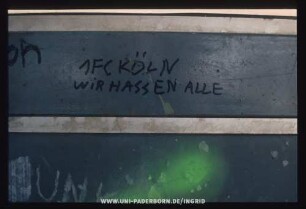 1FC KÖLN
WIR HASSEN ALLE
WWW.UNI-PADERBORN.DE/INGRID